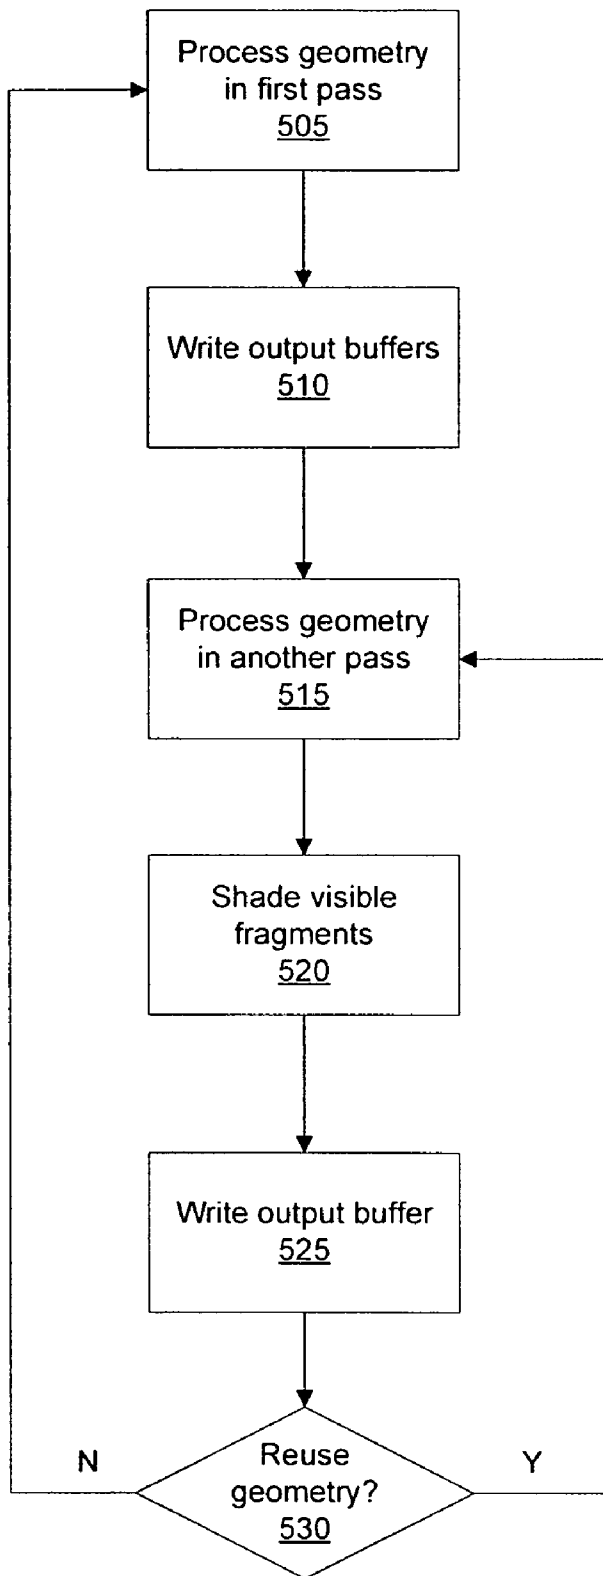 Process geometry
in first pass
505
Write output buffers
510
Process geometry
in another pass
515
Shade visible
fragments
520
Write output buffer
525
N
Reuse
geometry?
530
Y